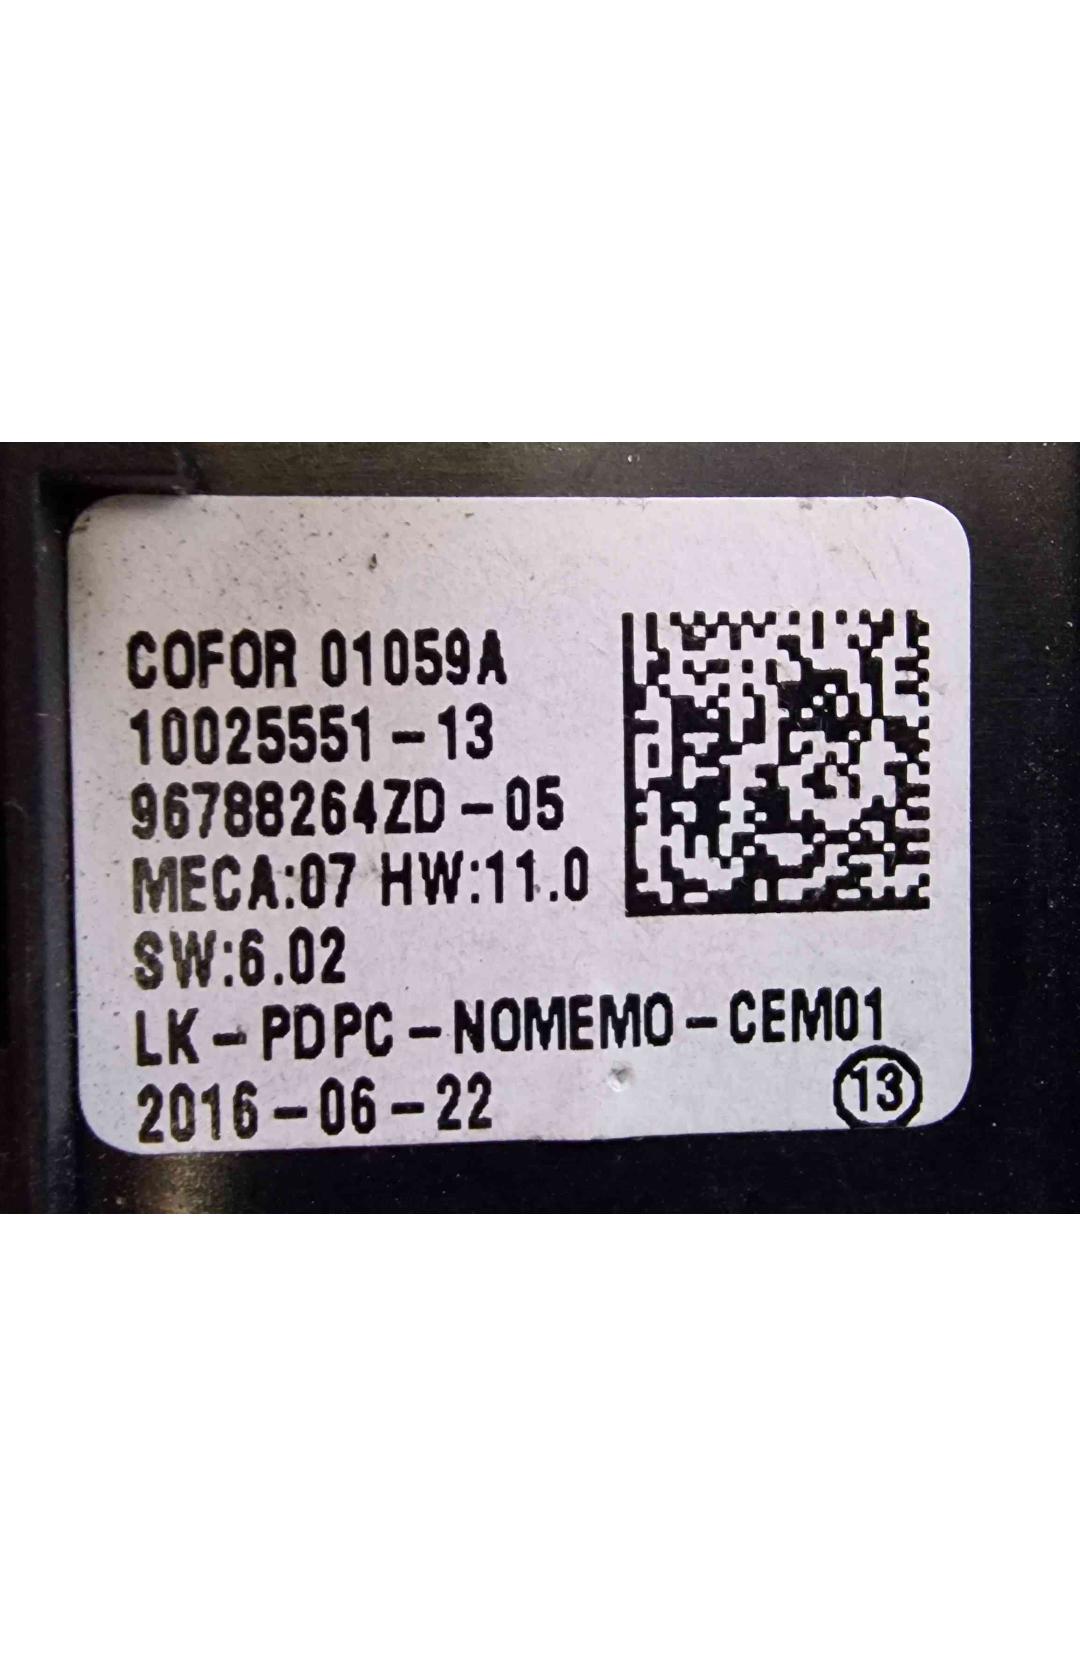 COFOR 01059A
10025551-13
96788264ZD-05
MECA:07 HW:11.0
SW:6.02
LK-PDPC-NOMEMO-CEM01
2016-06-22
13